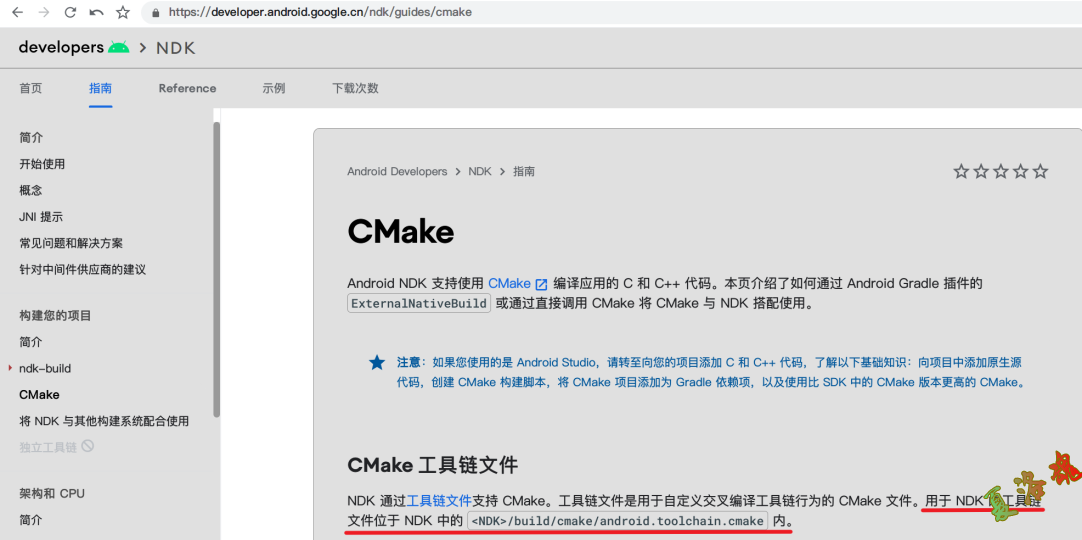 https://developer.android.google.cn/ndk/guides/cmake
developers > NDK
首页 指南 Reference 示例 下载次数
简介
开始使用
概念
JNI 提示
常见问题和解决方案
针对中间件供应商的建议
构建您的项目
简介
ndk-build
CMake
将 NDK 与其他构建系统配合使用
独立工具链
架构和 CPU
简介
Android Developers > NDK > 指南
CMake
Android NDK 支持使用 CMake 编译应用的 C 和 C++ 代码。本页介绍了如何通过 Android Gradle 插件的
ExternalNativeBuild 或通过直接调用 CMake 将 CMake 与 NDK 搭配使用。
注意：如果您使用的是 Android Studio，请转至向您的项目添加 C 和 C++ 代码，了解以下基础知识：向项目中添加原生源
代码，创建 CMake 构建脚本，将 CMake 项目添加为 Gradle 依赖项，以及使用比 SDK 中的 CMake 版本更高的 CMake。
CMake 工具链文件
NDK 通过工具链文件支持 CMake。工具链文件是用于自定义交叉编译工具链行为的 CMake 文件。用于 NDK 工具链
文件位于 NDK 中的 <NDK>/build/cmake/android.toolchain.cmake 内。